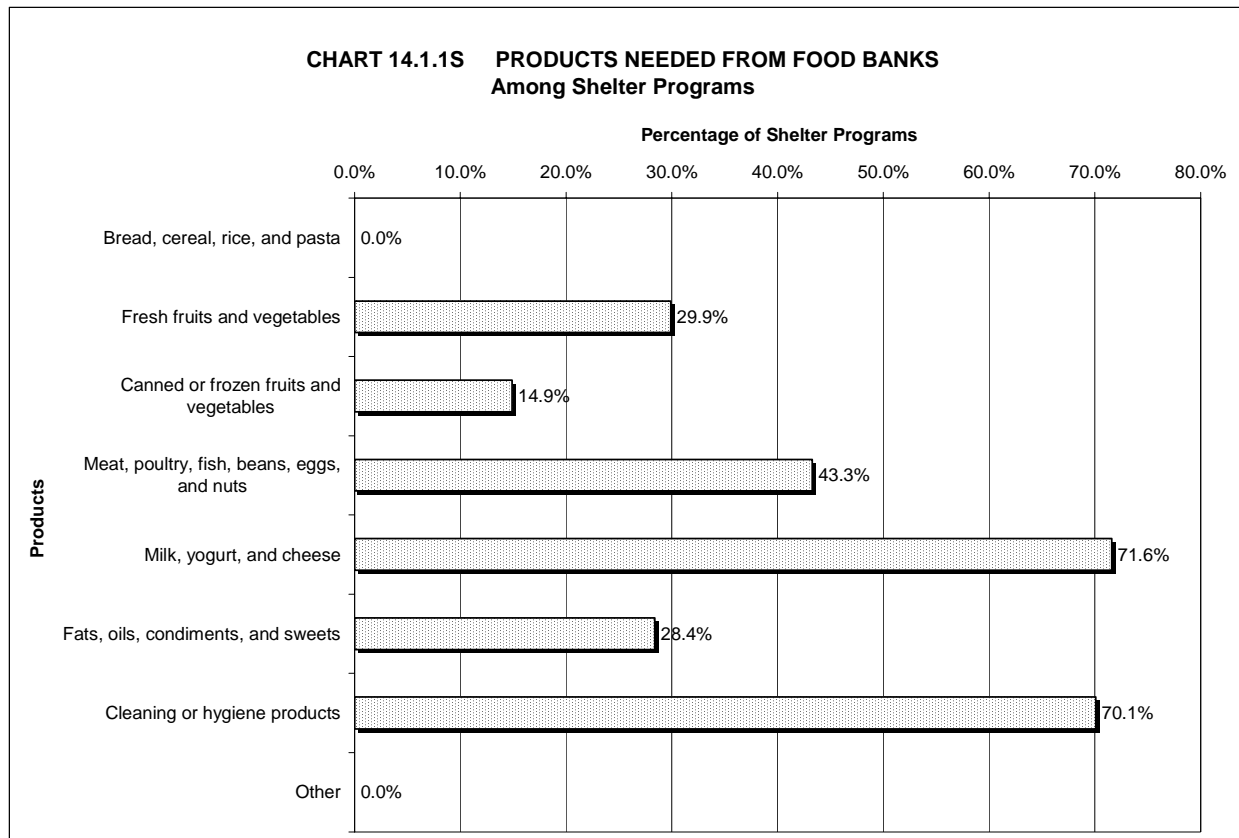 CHART 14.1.1S PRODUCTS NEEDED FROM FOOD BANKS
Among Shelter Programs
Percentage of Shelter Programs
0.0% 10.0% 20.0% 30.0% 40.0% 50.0% 60.0% 70.0% 80.0%
Products
Bread, cereal, rice, and pasta 0.0%
Fresh fruits and vegetables 29.9%
Canned or frozen fruits and
vegetables 14.9%
Meat, poultry, fish, beans, eggs,
and nuts 43.3%
Milk, yogurt, and cheese 71.6%
Fats, oils, condiments, and sweets 28.4%
Cleaning or hygiene products 70.1%
Other 0.0%